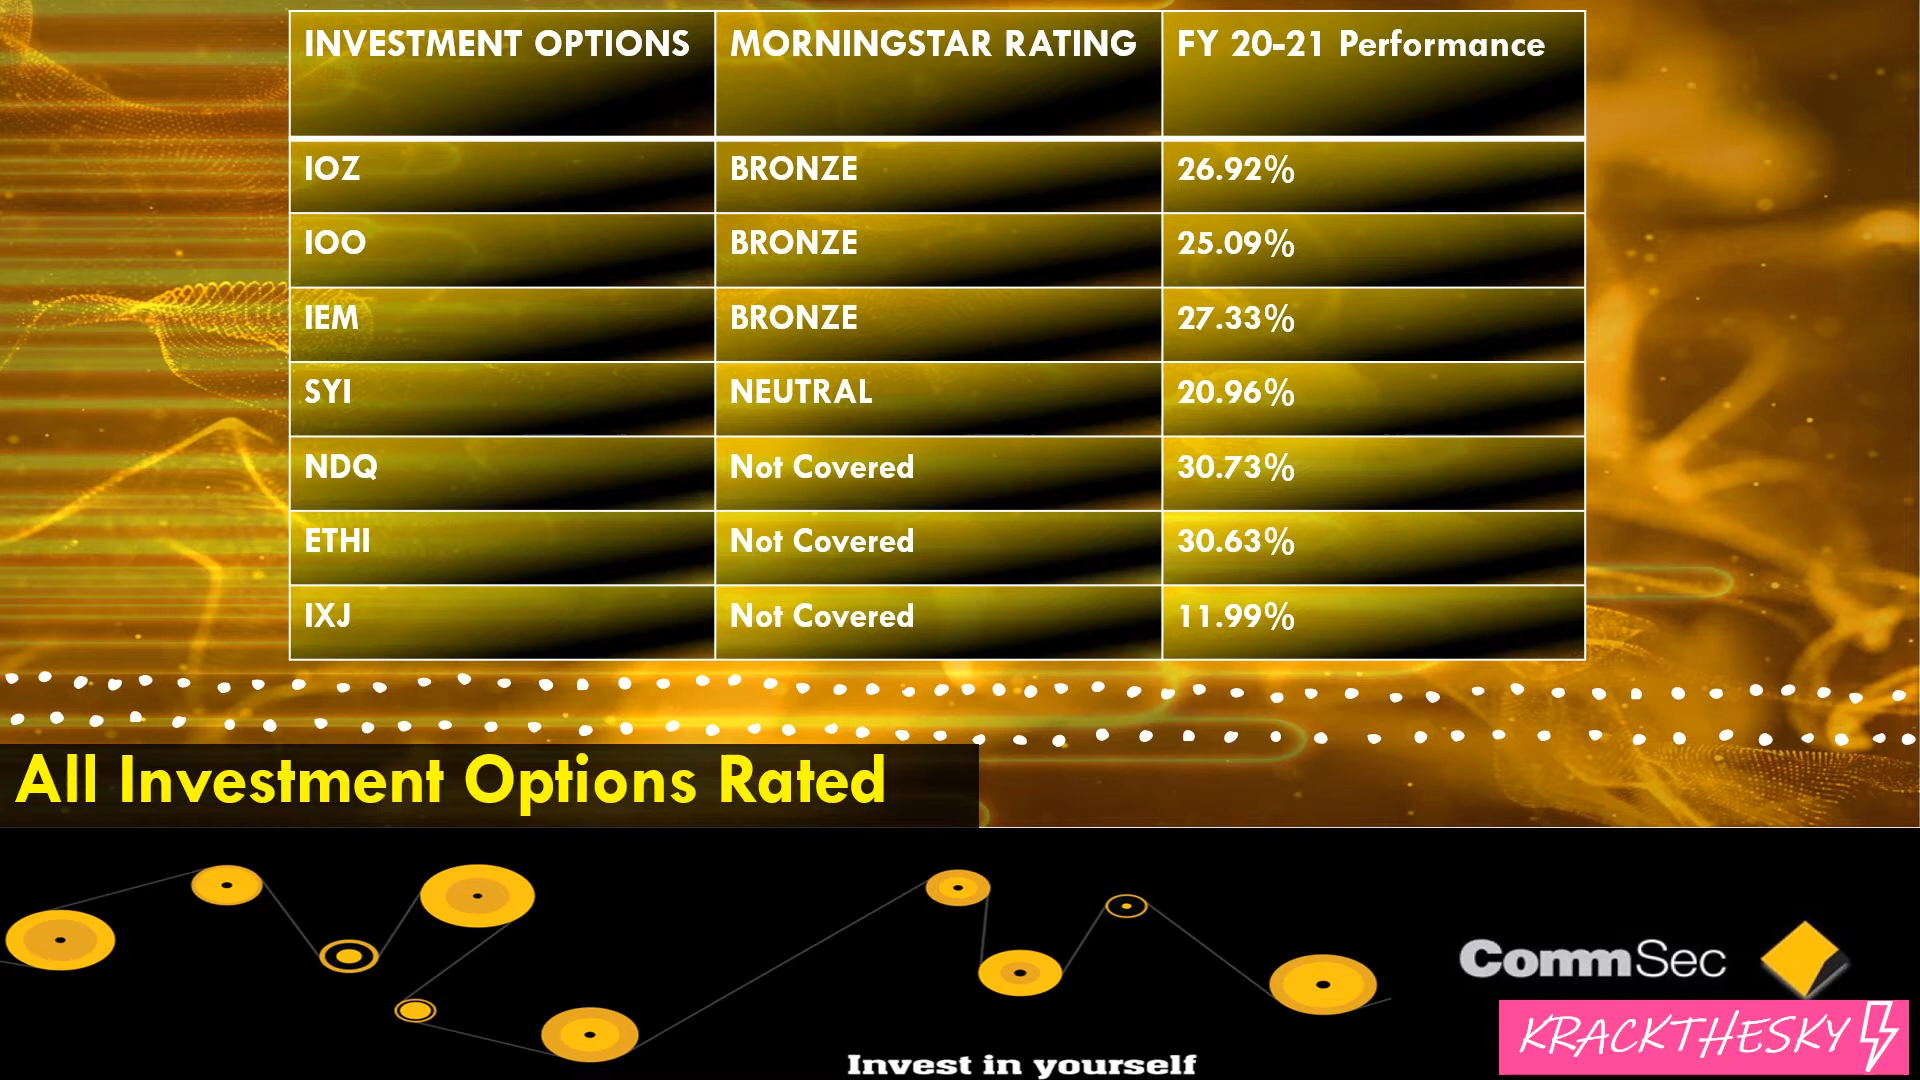 INVESTMENT OPTIONS MORNINGSTAR RATING FY 20-21 Performance
IOZ BRONZE 26.92%
IOO BRONZE 25.09%
IEM BRONZE 27.33%
SYI NEUTRAL 20.96%
NDQ Not Covered 30.73%
ETHI Not Covered 30.63%
IXJ Not Covered 11.99%
All Investment Options Rated
CommSec
KRACKTHESKY
Invest in yourself